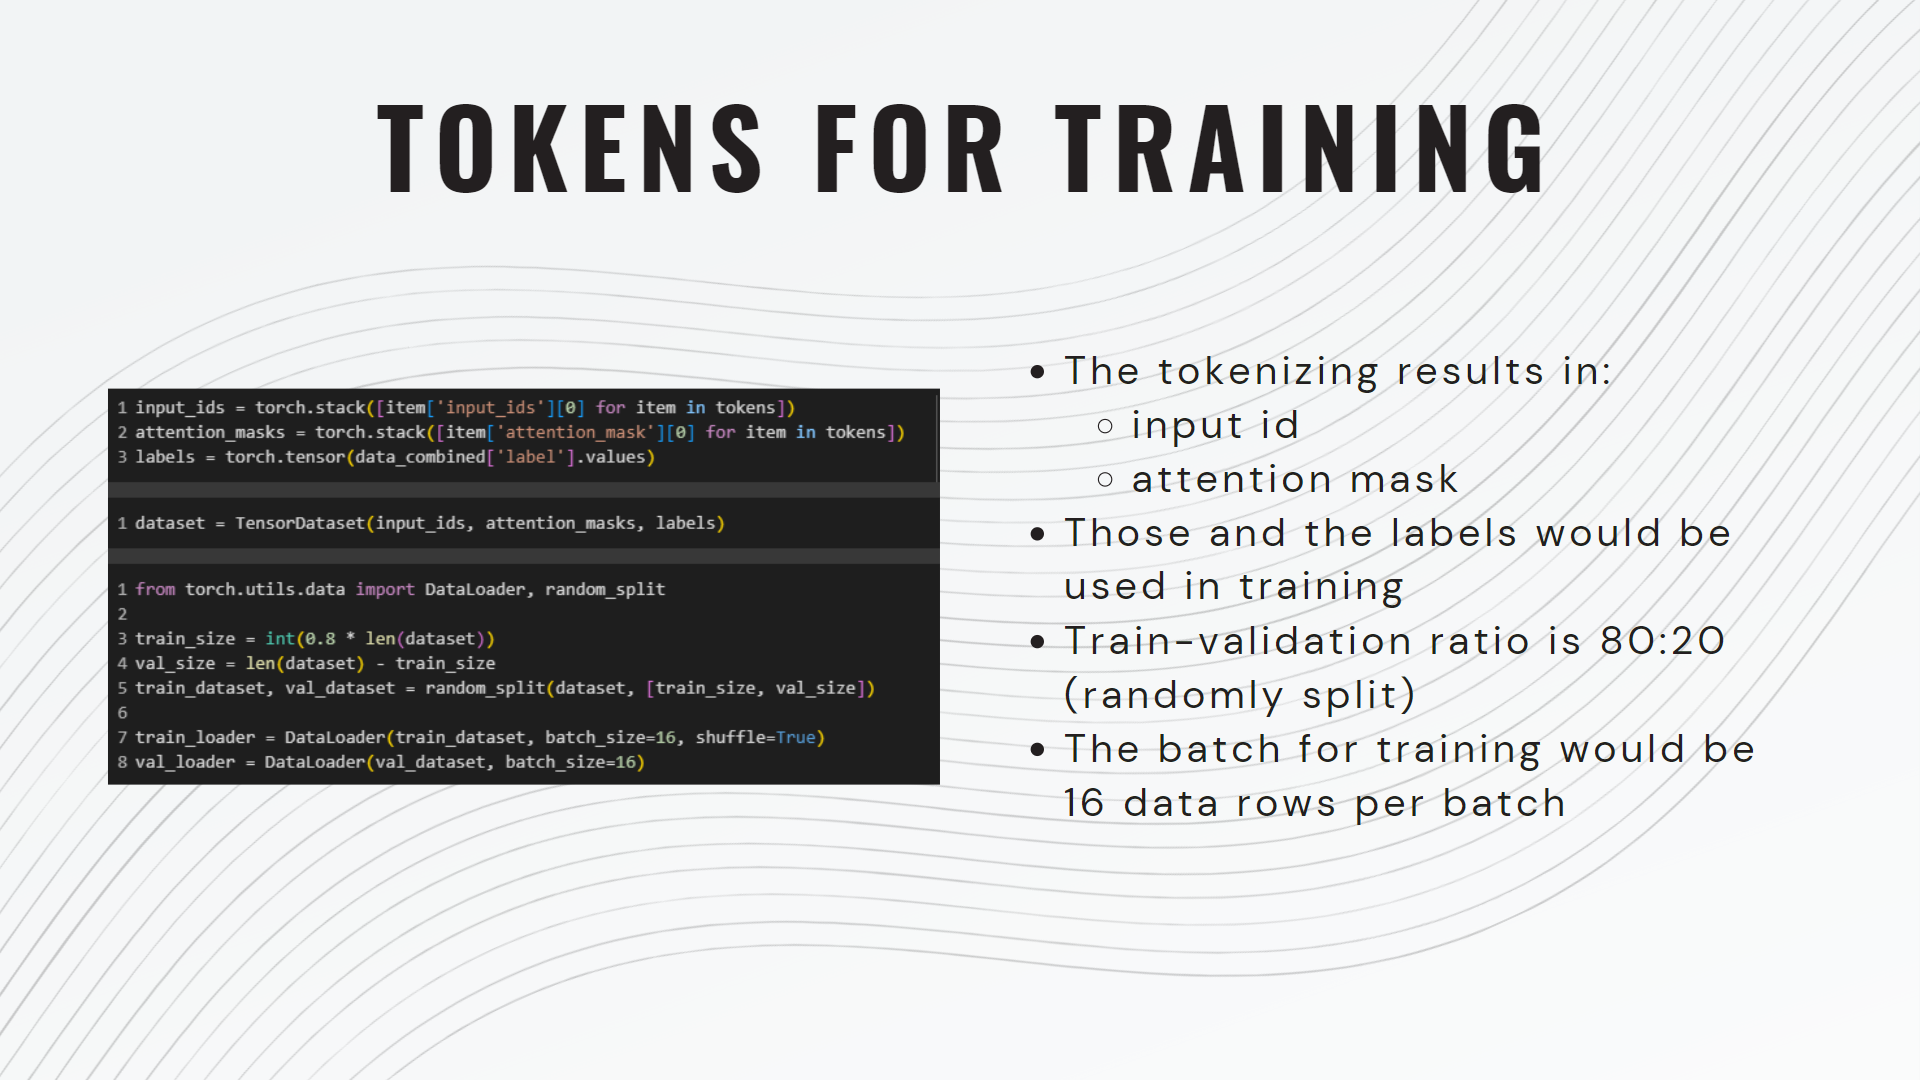 TOKENS FOR TRAINING
1 input_ids = torch.stack([item['input_ids'][0] for item in tokens])
2 attention_masks = torch.stack([item['attention_mask'][0] for item in tokens])
3 labels = torch.tensor(data_combined['label'].values)
1 dataset = TensorDataset(input_ids, attention_masks, labels)
1 from torch.utils.data import DataLoader, random_split
2
3 train_size = int(0.8 * len(dataset))
4 val_size = len(dataset) - train_size
5 train_dataset, val_dataset = random_split(dataset, [train_size, val_size])
6
7 train_loader = DataLoader(train_dataset, batch_size=16, shuffle=True)
8 val_loader = DataLoader(val_dataset, batch_size=16)
• The tokenizing results in:
○ input id
○ attention mask
• Those and the labels would be
used in training
• Train-validation ratio is 80:20
(randomly split)
• The batch for training would be
16 data rows per batch